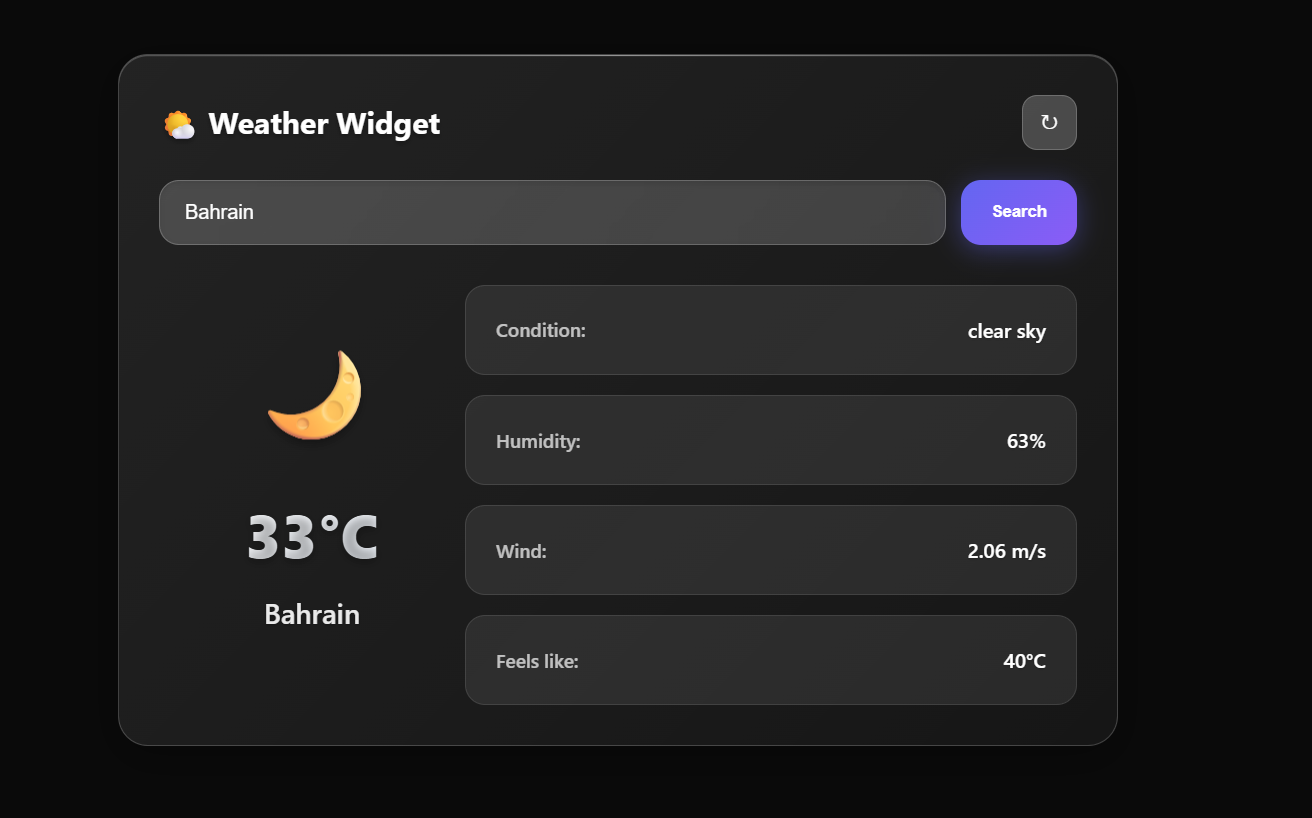 Weather Widget
↻
Bahrain
Search
Condition: clear sky
Humidity: 63%
Wind: 2.06 m/s
Feels like: 40°C
33°C
Bahrain